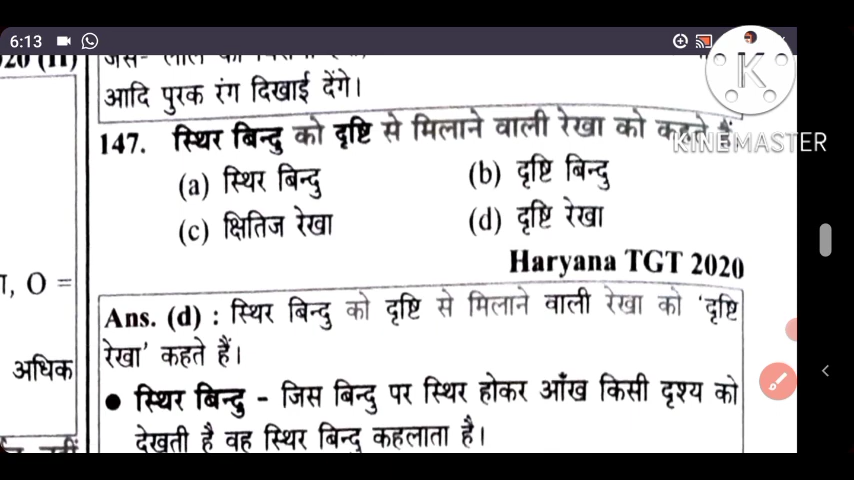 6:13
K
KINEMASTER
आदि पुरक रंग दिखाई देंगे।
147. स्थिर बिन्दु को दृष्टि से मिलाने वाली रेखा को कहते हैं
(a) स्थिर बिन्दु (b) दृष्टि बिन्दु
(c) क्षितिज रेखा (d) दृष्टि रेखा
Haryana TGT 2020
O =
Ans. (d) : स्थिर बिन्दु को दृष्टि से मिलाने वाली रेखा को 'दृष्टि
रेखा' कहते हैं।
अधिक
● स्थिर बिन्दु - जिस बिन्दु पर स्थिर होकर आँख किसी दृश्य को
देखती है वह स्थिर बिन्दु कहलाता है।